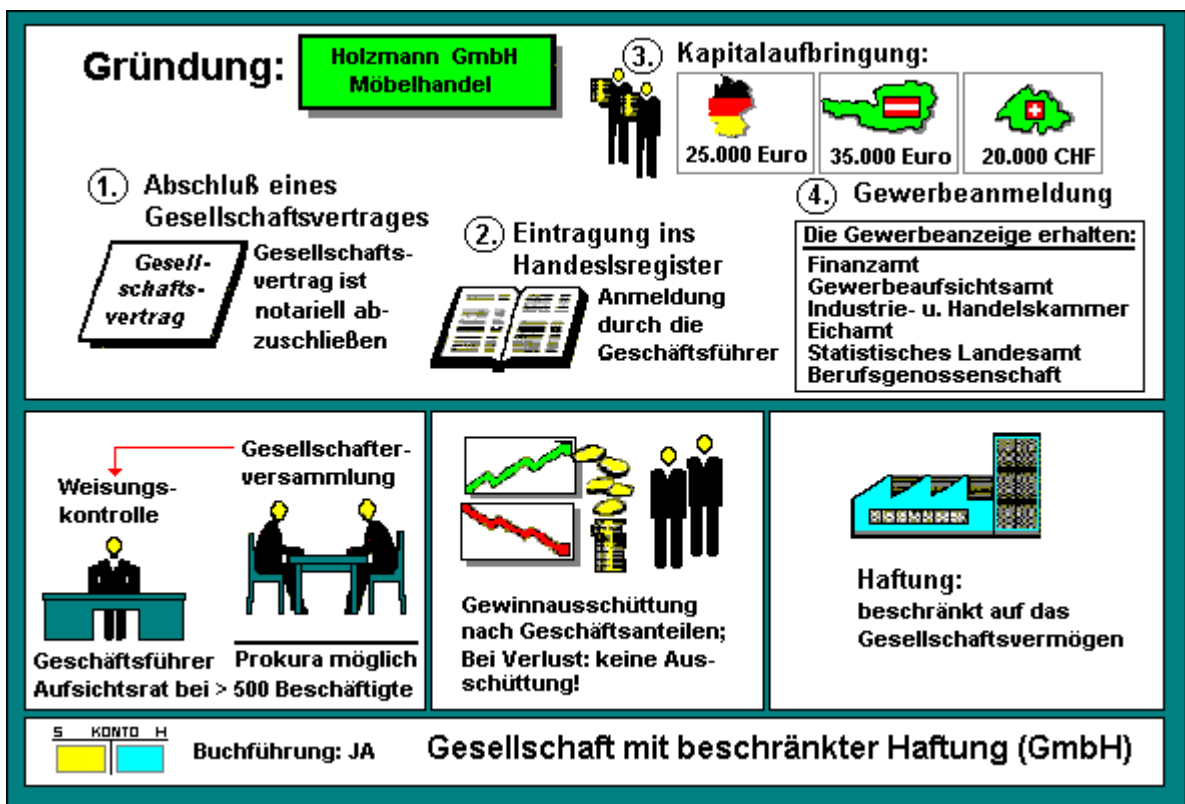 Gründung:
Holzmann GmbH
Möbelhandel
1. Abschluß eines
Gesellschaftsvertrages
Gesell-
schafts-
vertrag
Gesellschafts-
vertrag ist
notariell ab-
zuschließen
2. Eintragung ins
Handeslsregister
Anmeldung
durch die
Geschäftsführer
3. Kapitalaufbringung:
25.000 Euro
35.000 Euro
20.000 CHF
4. Gewerbeanmeldung
Die Gewerbeanzeige erhalten:
Finanzamt
Gewerbeaufsichtsamt
Industrie- u. Handelskammer
Eichamt
Statistisches Landesamt
Berufsgenossenschaft
Gesellschafter-
versammlung
Weisungs-
kontrolle
Geschäftsführer
Prokura möglich
Aufsichtsrat bei > 500 Beschäftigte
Gewinnausschüttung
nach Geschäftsanteilen;
Bei Verlust: keine Aus-
schüttung!
Haftung:
beschränkt auf das
Gesellschaftsvermögen
S KONTO H
Buchführung: JA
Gesellschaft mit beschränkter Haftung (GmbH)